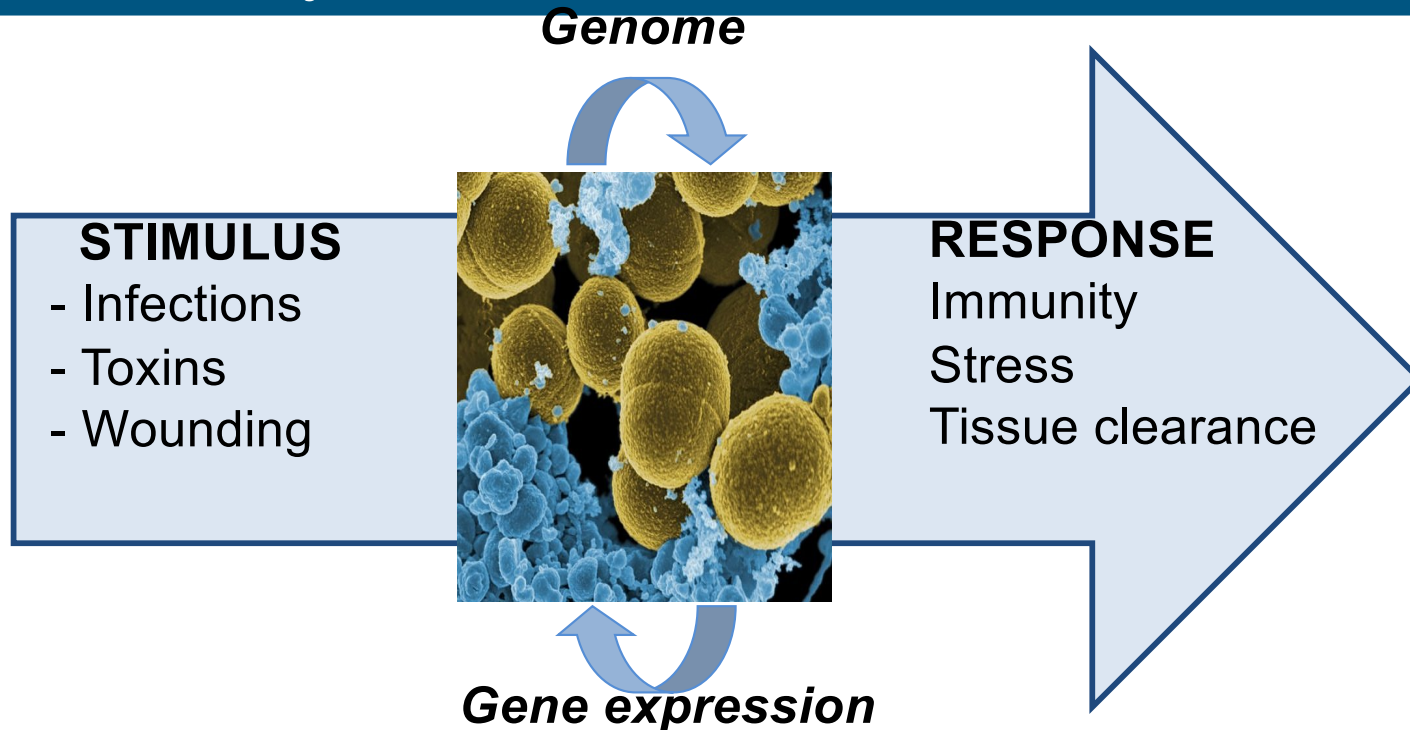 Genome
STIMULUS
- Infections
- Toxins
- Wounding
RESPONSE
Immunity
Stress
Tissue clearance
Gene expression